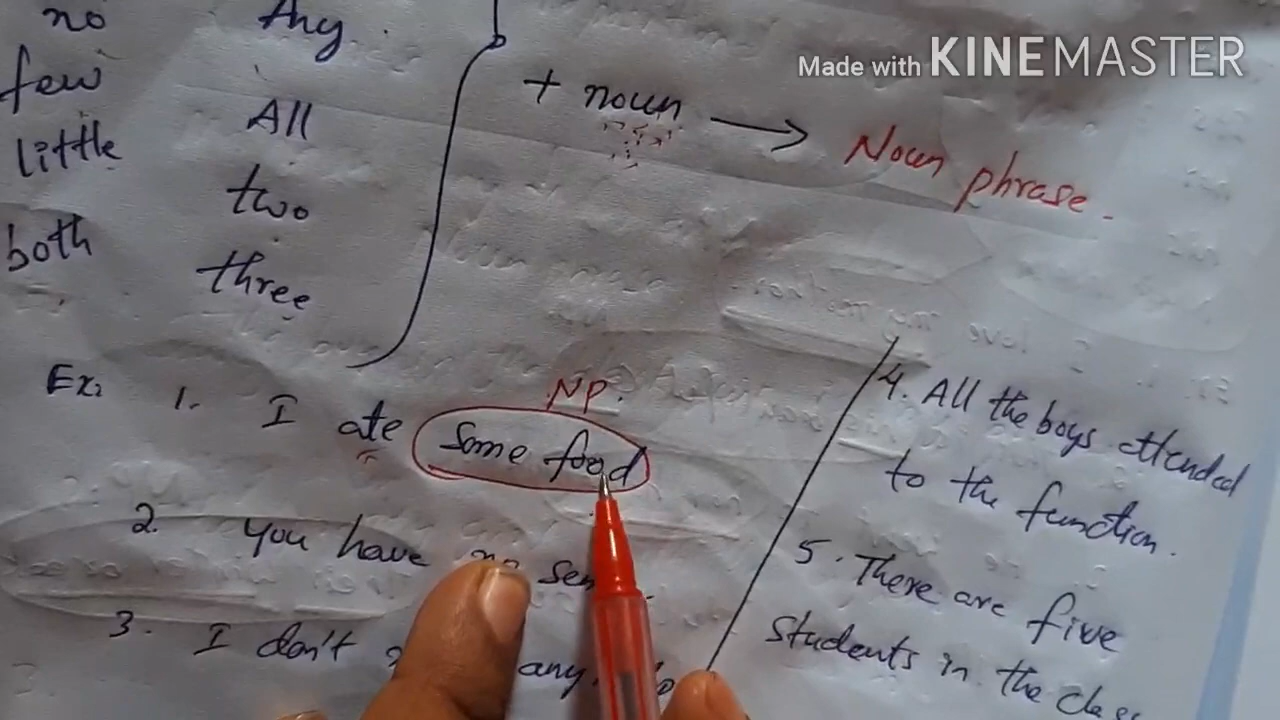 Made with KINEMASTER
no Any.
few All
little two
both three
+ noun → Noun phrase.
Ex: 1. I ate Some food
NP.
2. You have no
3. I don't any
4. All the boys attended
to the function.
5. There are five
Students in the